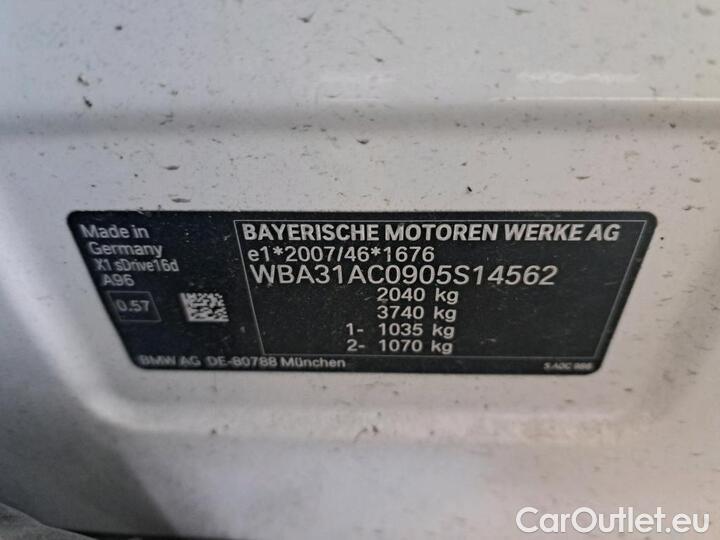 Made in
Germany
X1 sDrive16d
A96
0.57
BAYERISCHE MOTOREN WERKE AG
e1*2007/46*1676
WBA31AC0905S14562
2040 kg
3740 kg
1- 1035 kg
2- 1070 kg
BMW AG DE-80788 München
CarOutlet.eu